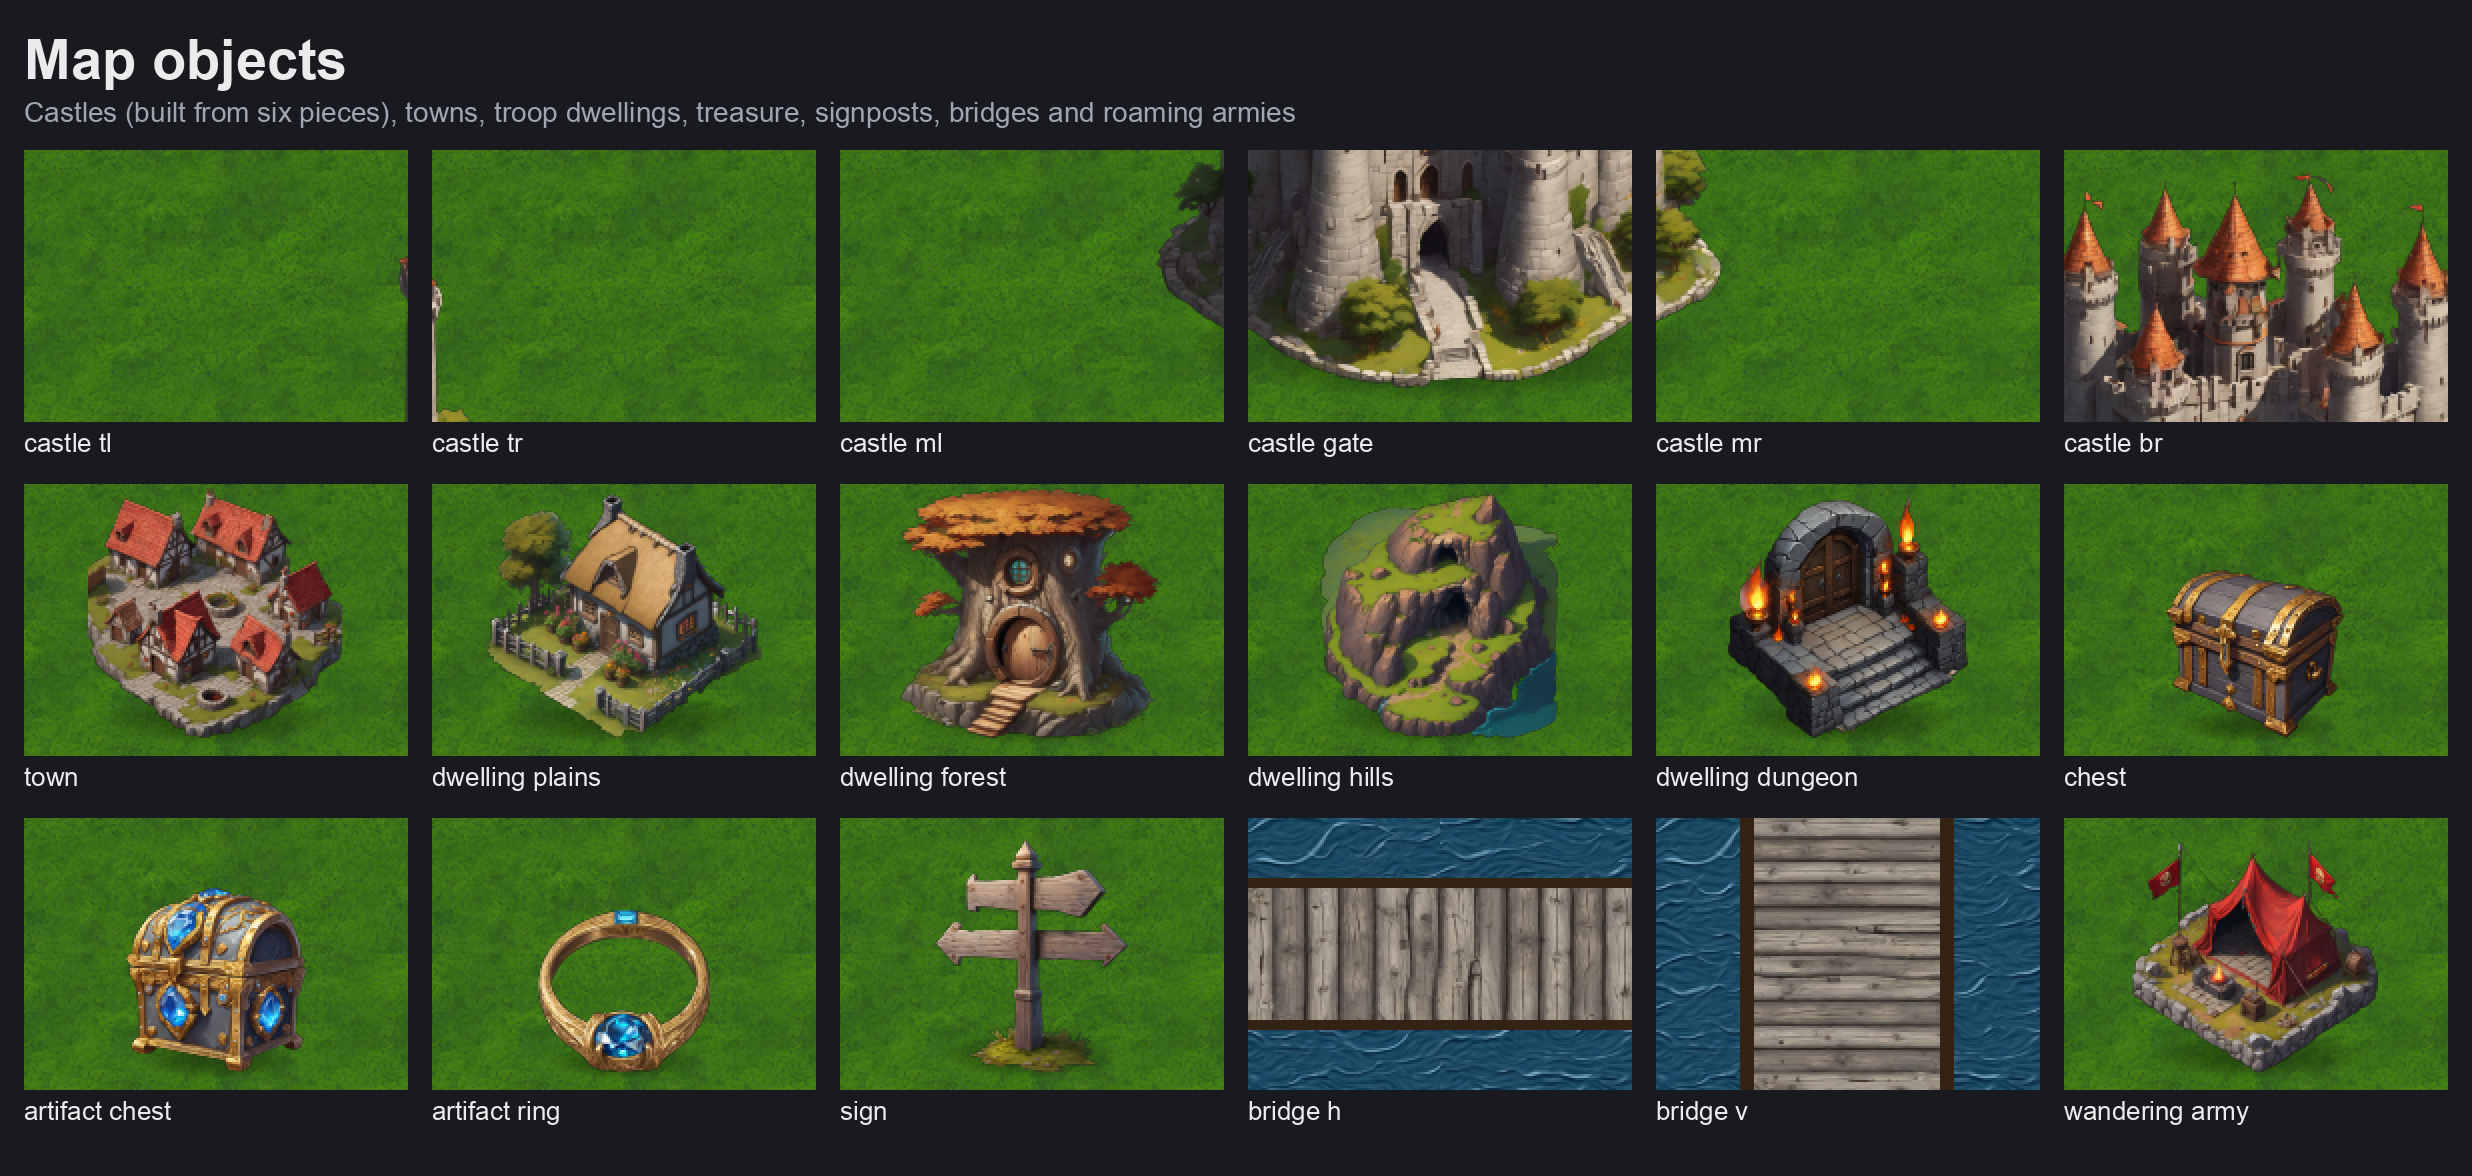 Map objects
Castles (built from six pieces), towns, troop dwellings, treasure, signposts, bridges and roaming armies
castle tl
castle tr
castle ml
castle gate
castle mr
castle br
town
dwelling plains
dwelling forest
dwelling hills
dwelling dungeon
chest
artifact chest
artifact ring
sign
bridge h
bridge v
wandering army